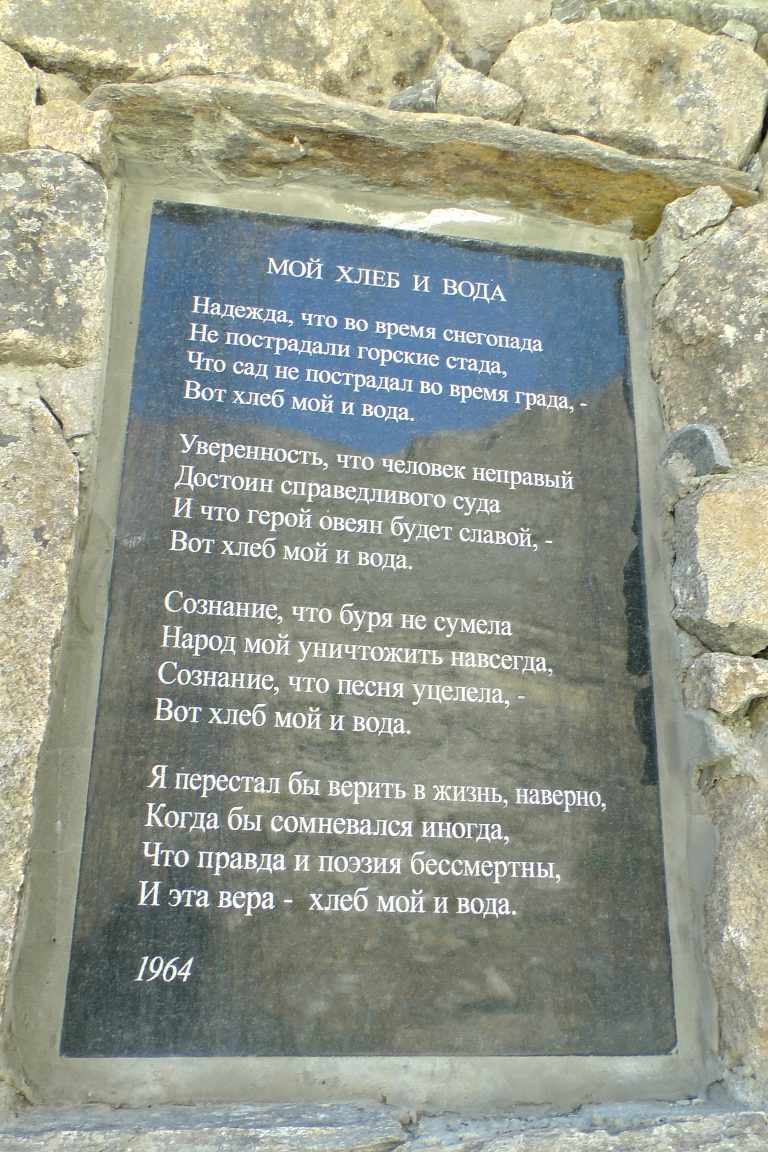 МОЙ ХЛЕБ И ВОДА
Надежда, что во время снегопада
Не пострадали горские стада,
Что сад не пострадал во время града, -
Вот хлеб мой и вода.
Уверенность, что человек неправый
Достоин справедливого суда
И что герой овеян будет славой, -
Вот хлеб мой и вода.
Сознание, что буря не сумела
Народ мой уничтожить навсегда,
Сознание, что песня уцелела, -
Вот хлеб мой и вода.
Я перестал бы верить в жизнь, наверно,
Когда бы сомневался иногда,
Что правда и поэзия бессмертны,
И эта вера - хлеб мой и вода.
1964